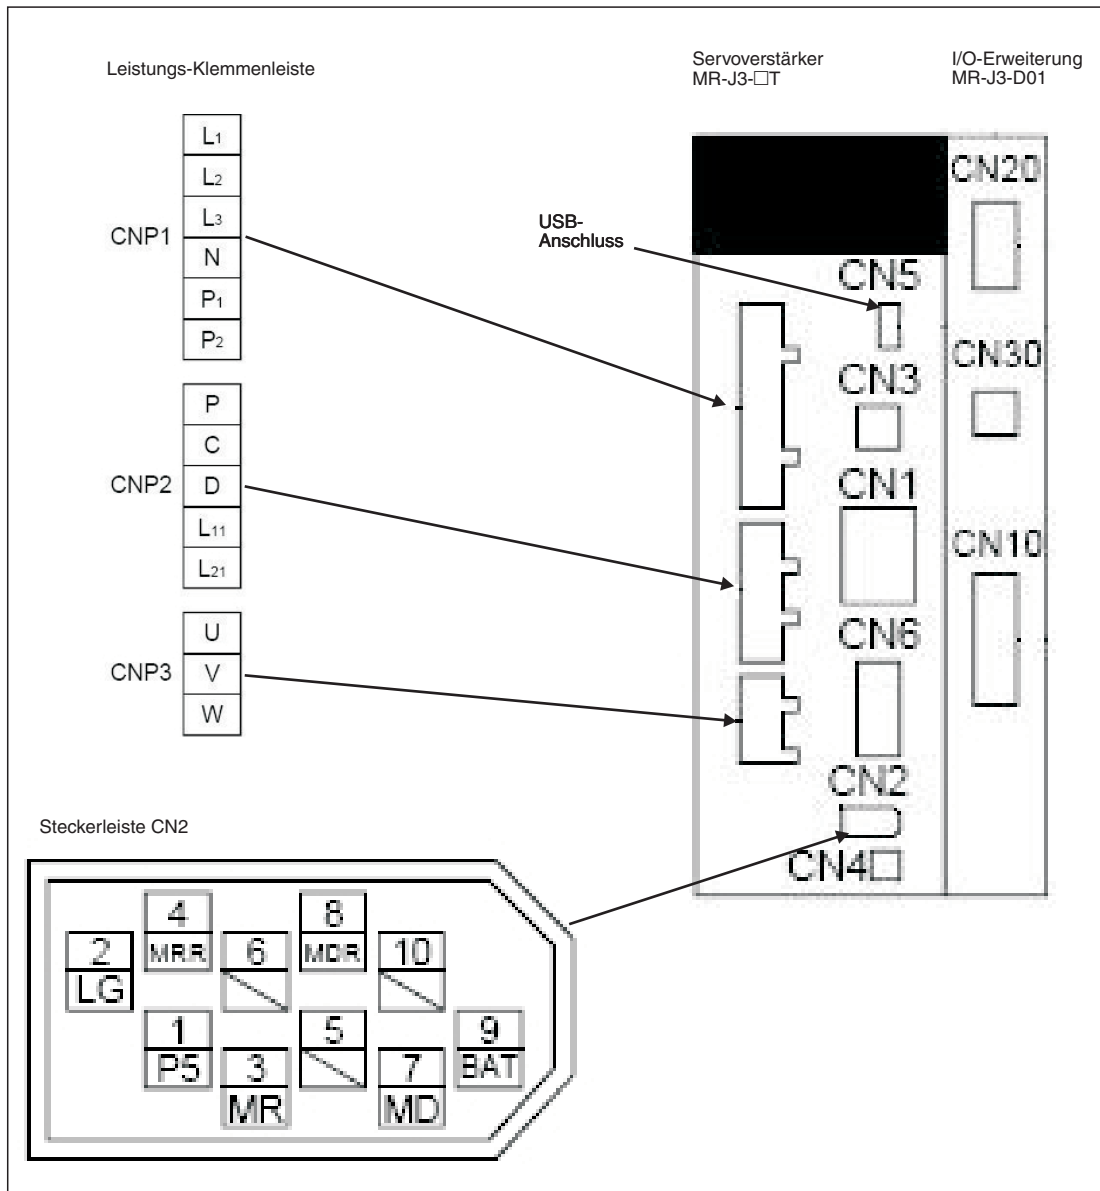 Leistungs-Klemmenleiste
Servoverstärker
MR-J3-□T
I/O-Erweiterung
MR-J3-D01
CNP1
L1
L2
L3
N
P1
P2
CNP2
P
C
D
L11
L21
CNP3
U
V
W
USB-
Anschluss
CN5
CN3
CN1
CN6
CN2
CN4
CN20
CN30
CN10
Steckerleiste CN2
2
LG
4
MRR
6
8
MDR
10
1
P5
3
MR
5
7
MD
9
BAT